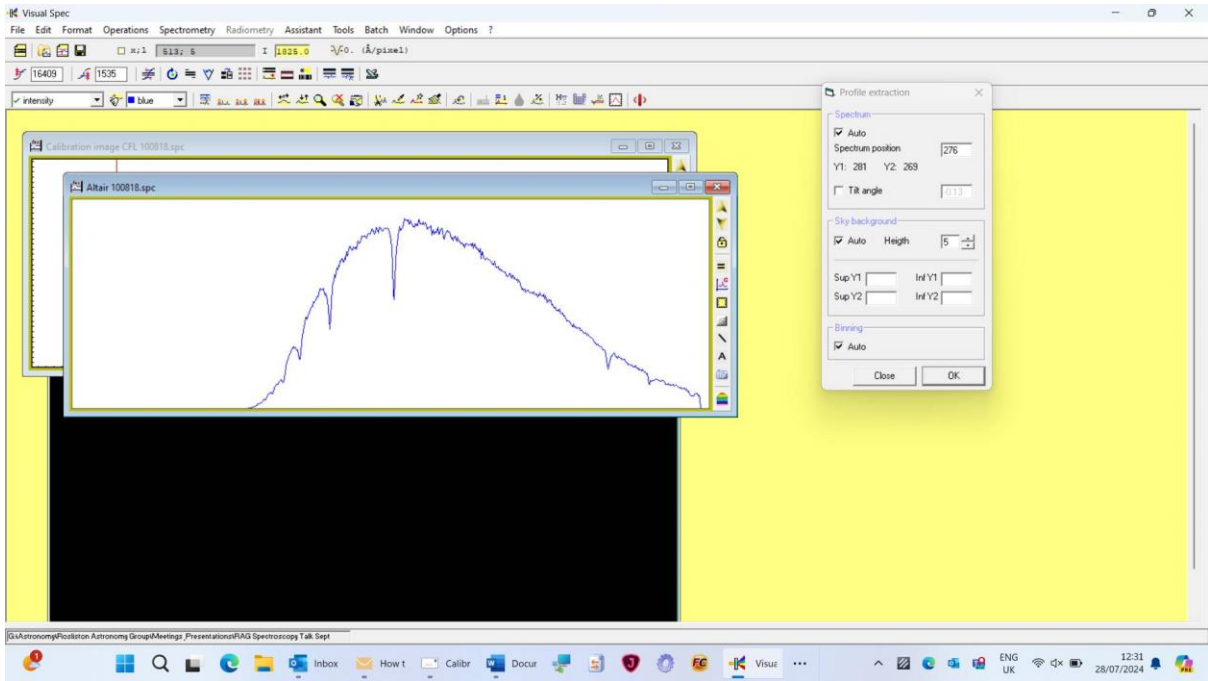 Visual Spec
File Edit Format Operations Spectrometry Radiometry Assistant Tools Batch Window Options ?
x;1 513; 5 I 1825.0 0. (Å/pixel)
16409 1535
intensity blue
Profile extraction
Spectrum
Auto
Spectrum position 276
Y1: 281 Y2: 269
Tilt angle 0.13
Sky background
Auto Heigth 5
Sup Y1 Inf Y1
Sup Y2 Inf Y2
Binning
Auto
Close OK
Calibration image CFL 100818.spc
Altair 100818.spc
A
G:\Astronomy\Rosliston Astronomy Group\Meetings_Presentations\RAG Spectroscopy Talk Sept
1 Inbox How t Calibr Docur FC Visua ... ENG 12:31
UK 28/07/2024